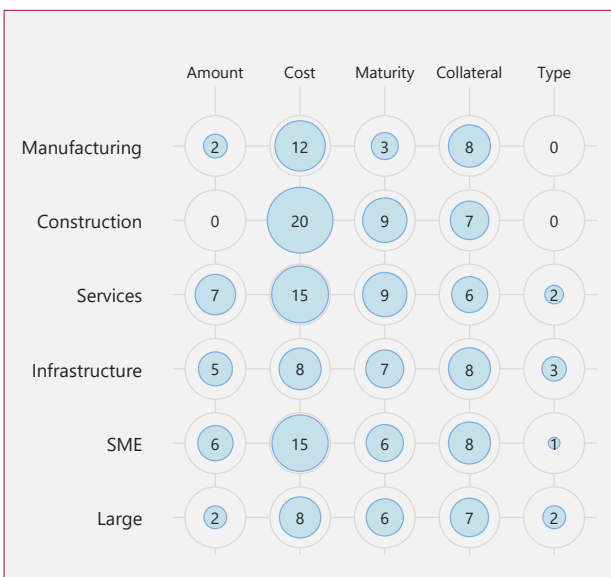 Amount Cost Maturity Collateral Type
Manufacturing 2 12 3 8 0
Construction 0 20 9 7 0
Services 7 15 9 6 2
Infrastructure 5 8 7 8 3
SME 6 15 6 8 1
Large 2 8 6 7 2